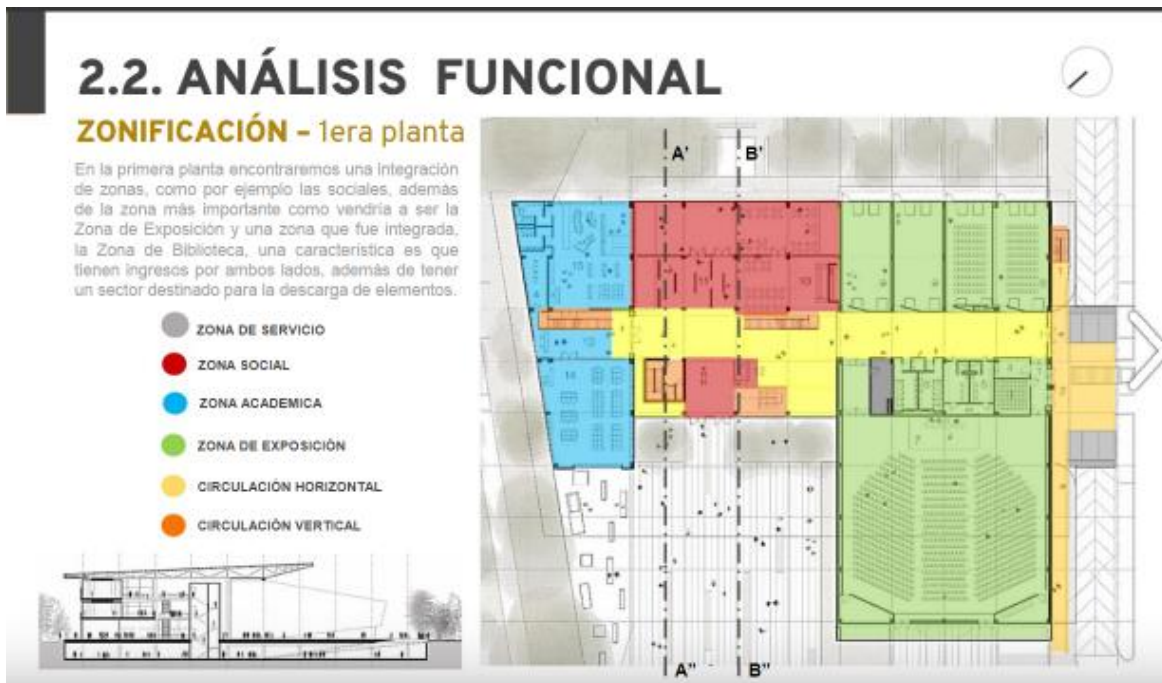 2.2. ANÁLISIS FUNCIONAL
ZONIFICACIÓN - 1era planta
En la primera planta encontraremos una integración
de zonas, como por ejemplo las sociales, además
de la zona más importante como vendría a ser la
Zona de Exposición y una zona que fue integrada,
la Zona de Biblioteca, una característica es que
tienen ingresos por ambos lados, además de tener
un sector destinado para la descarga de elementos.
ZONA DE SERVICIO
ZONA SOCIAL
ZONA ACADEMICA
ZONA DE EXPOSICIÓN
CIRCULACIÓN HORIZONTAL
CIRCULACIÓN VERTICAL
A' B'
A" B"